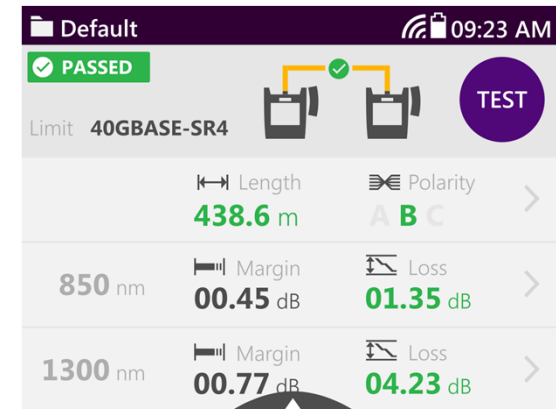 Default 09:23 AM
PASSED
TEST
Limit 40GBASE-SR4
Length Polarity
438.6 m A B C
Margin Loss
850 nm 00.45 dB 01.35 dB
Margin Loss
1300 nm 00.77 dB 04.23 dB